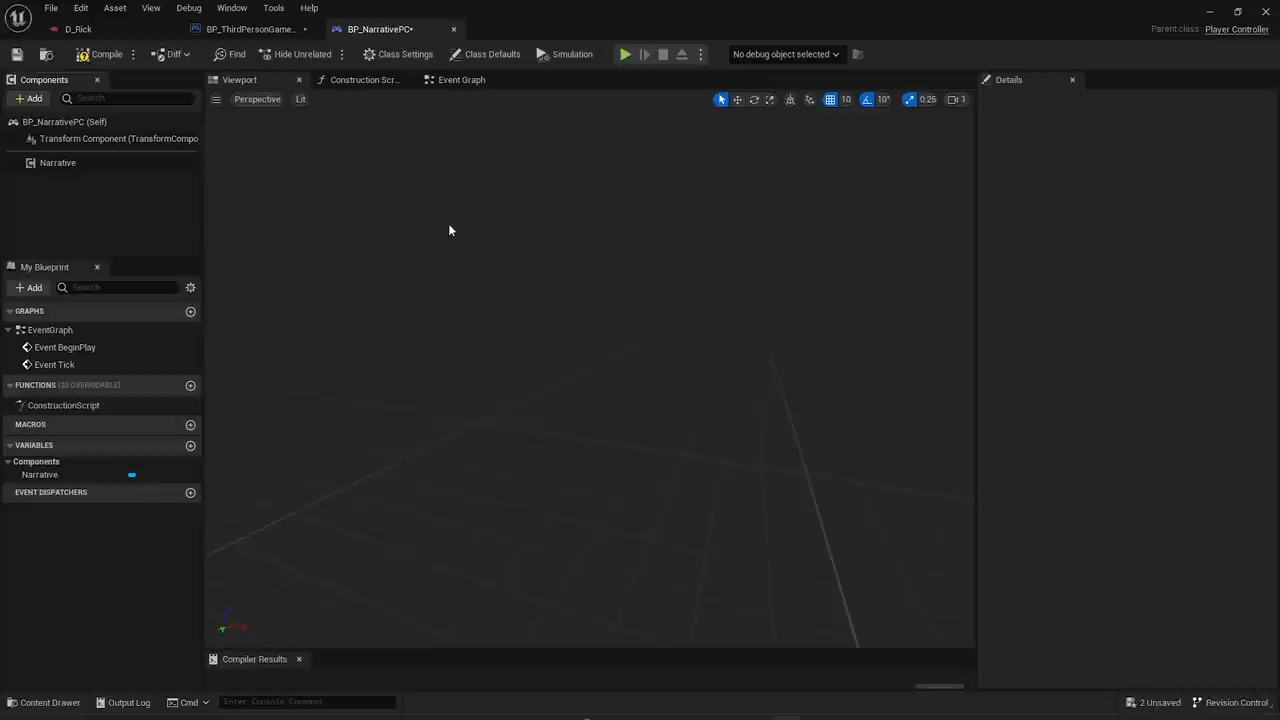 File Edit Asset View Debug Window Tools Help
D_Rick BP_ThirdPersonGame... • BP_NarrativePC• Parent class: Player Controller
Compile Diff Find Hide Unrelated Class Settings Class Defaults Simulation No debug object selected
Components Viewport Construction Scr... Event Graph Details
Add Search Perspective Lit 10 10° 0.25 1
BP_NarrativePC (Self)
Transform Component (TransformCompo
Narrative
My Blueprint
Add Search
GRAPHS
EventGraph
Event BeginPlay
Event Tick
FUNCTIONS (20 OVERRIDABLE)
ConstructionScript
MACROS
VARIABLES
Components
Narrative
EVENT DISPATCHERS
Compiler Results
Content Drawer Output Log Cmd Enter Console Command 2 Unsaved Revision Control